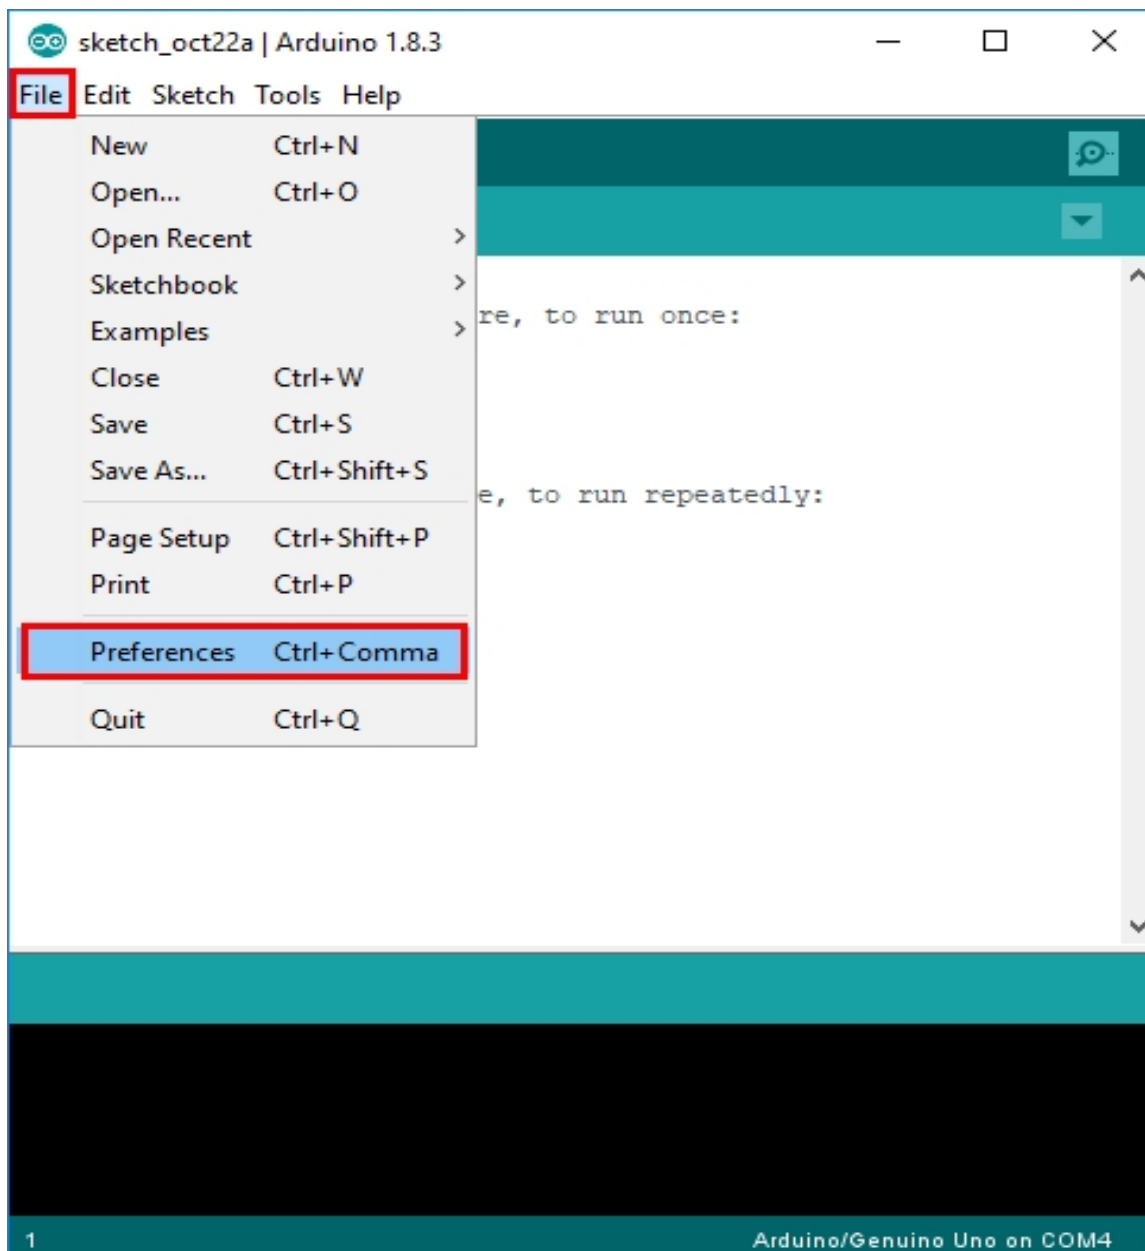 sketch_oct22a | Arduino 1.8.3
File Edit Sketch Tools Help
New Ctrl+N
Open... Ctrl+O
Open Recent >
Sketchbook >
Examples >
Close Ctrl+W
Save Ctrl+S
Save As... Ctrl+Shift+S
Page Setup Ctrl+Shift+P
Print Ctrl+P
Preferences Ctrl+Comma
Quit Ctrl+Q
re, to run once:
e, to run repeatedly:
1 Arduino/Genuino Uno on COM4